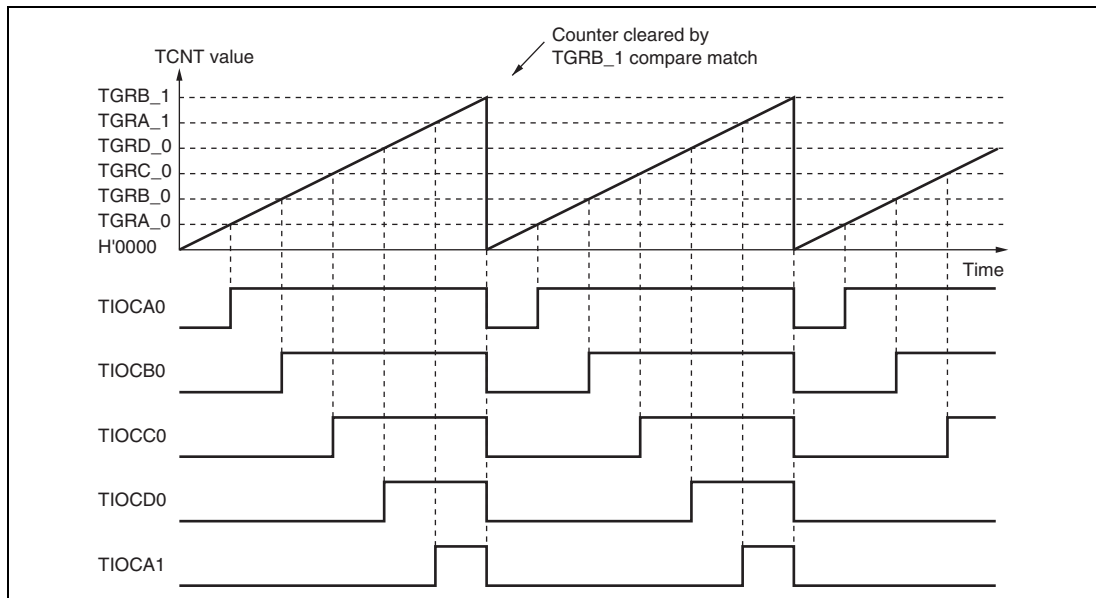 Counter cleared by
TGRB_1 compare match
TCNT value
TGRB_1
TGRA_1
TGRD_0
TGRC_0
TGRB_0
TGRA_0
H'0000
Time
TIOCA0
TIOCB0
TIOCC0
TIOCD0
TIOCA1